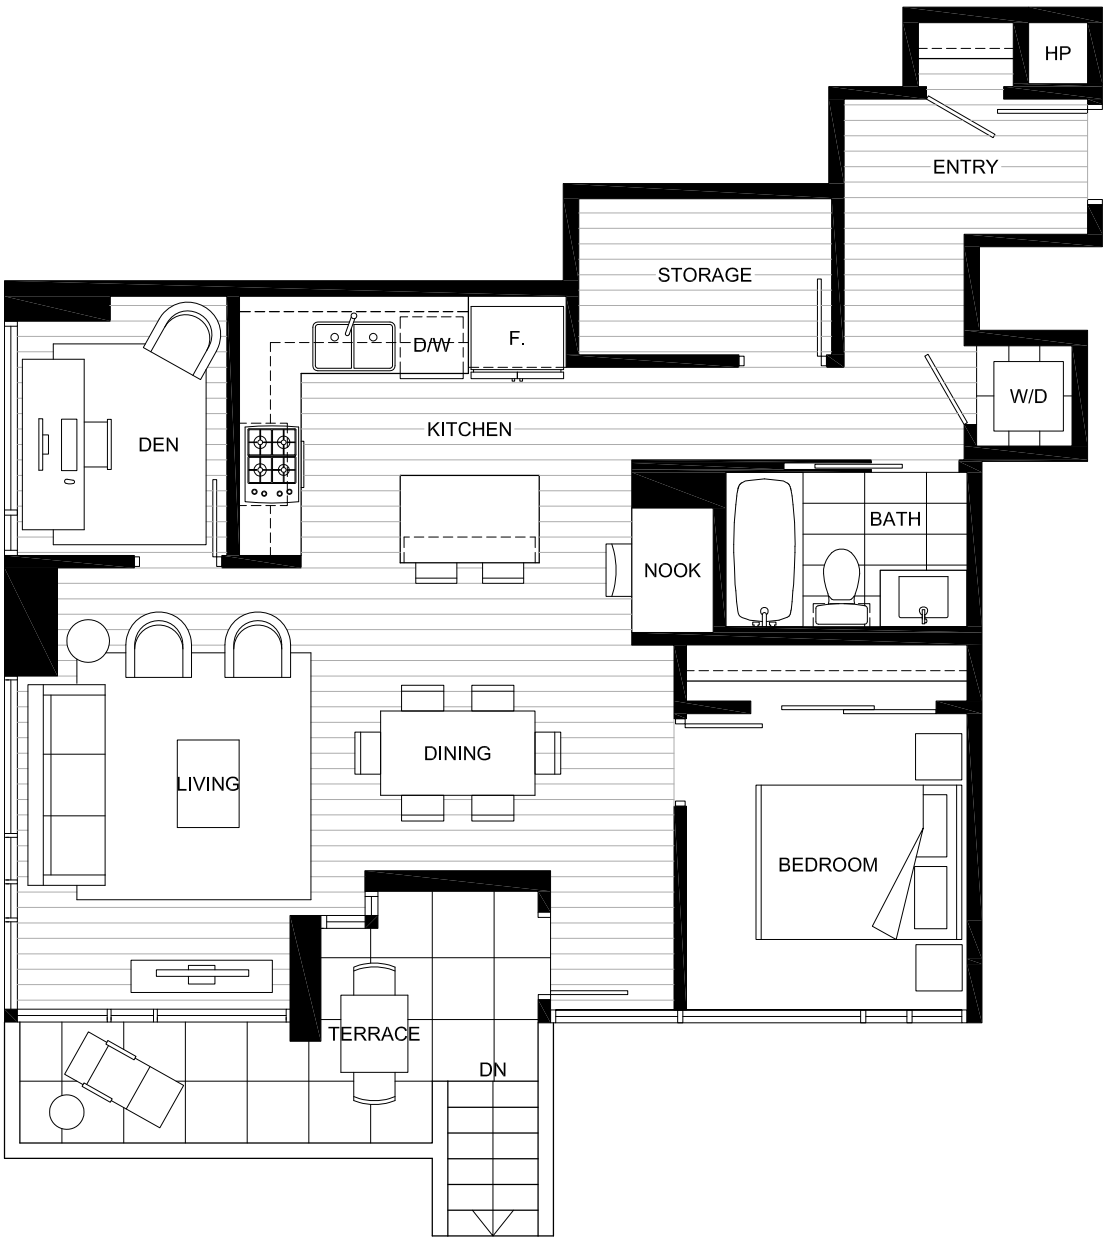 HP
ENTRY
STORAGE
D/W
F.
W/D
KITCHEN
DEN
BATH
NOOK
DINING
LIVING
BEDROOM
TERRACE
DN